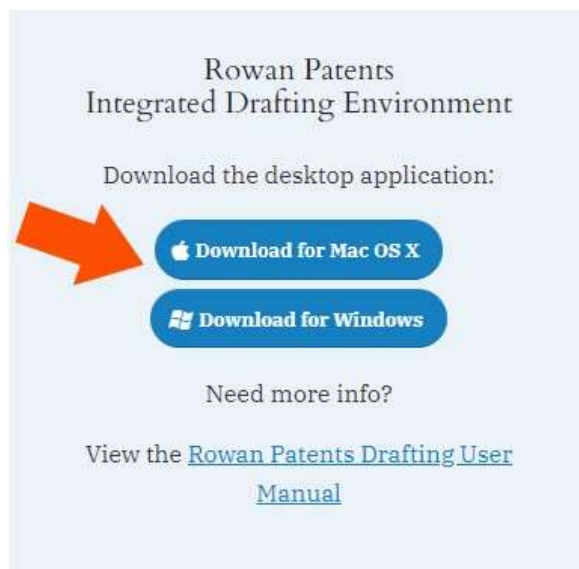 Rowan Patents
Integrated Drafting Environment
Download the desktop application:
Download for Mac OS X
Download for Windows
Need more info?
View the Rowan Patents Drafting User
Manual